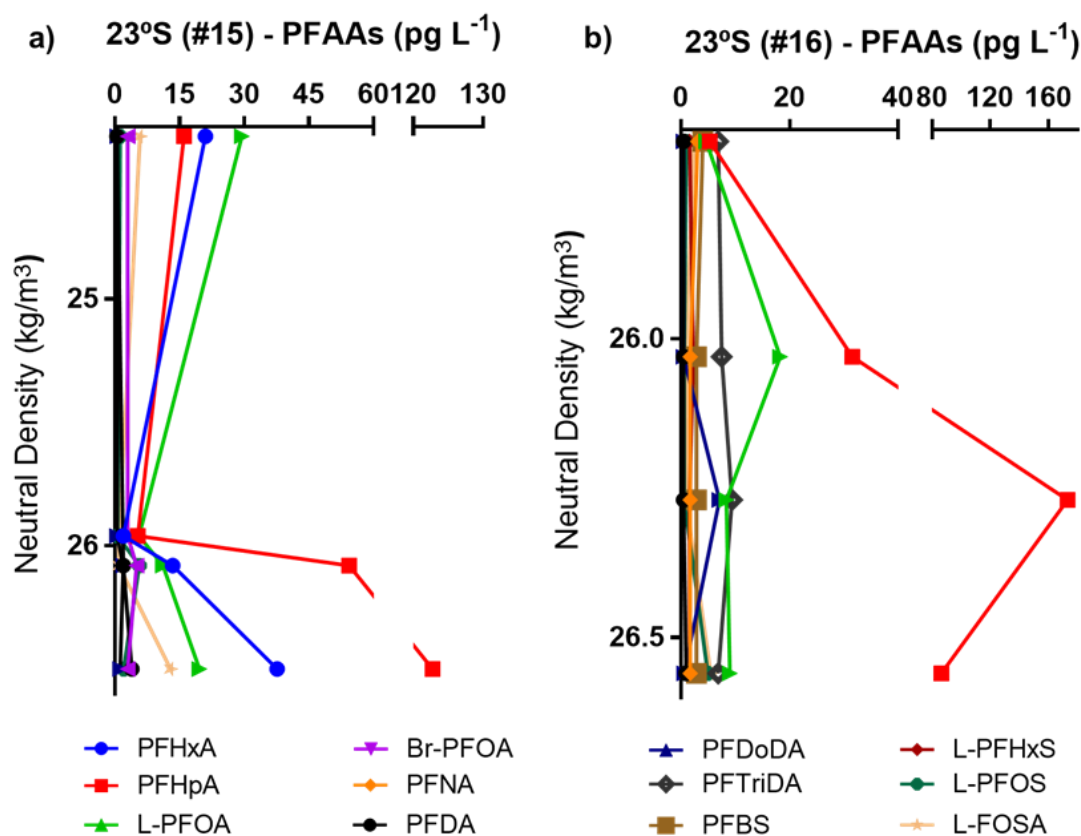 a) 23ºS (#15) - PFAAs (pg L⁻¹)
0 15 30 45 60 120 130
Neutral Density (kg/m³)
25
26
b) 23ºS (#16) - PFAAs (pg L⁻¹)
0 20 40 80 120 160
Neutral Density (kg/m³)
26.0
26.5
PFHxA
PFHpA
L-PFOA
Br-PFOA
PFNA
PFDA
PFDoDA
PFTriDA
PFBS
L-PFHxS
L-PFOS
L-FOSA